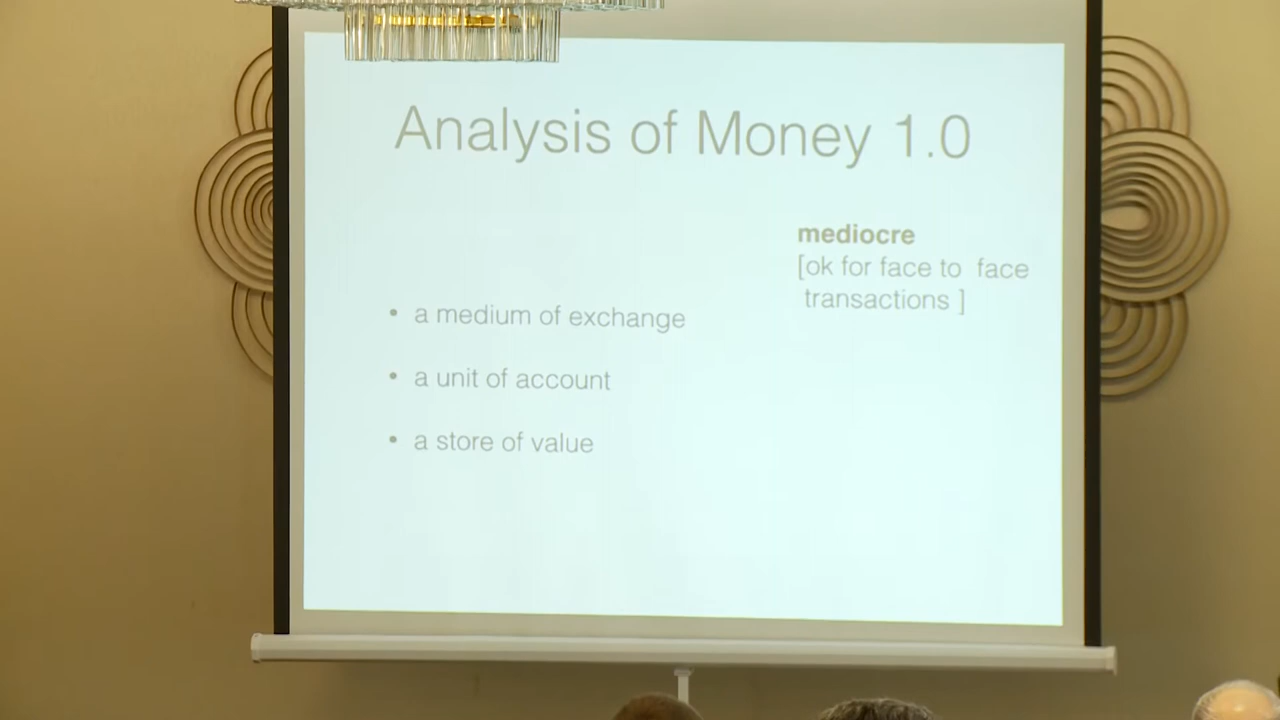 Analysis of Money 1.0
mediocre
[ok for face to face
transactions ]
• a medium of exchange
• a unit of account
• a store of value